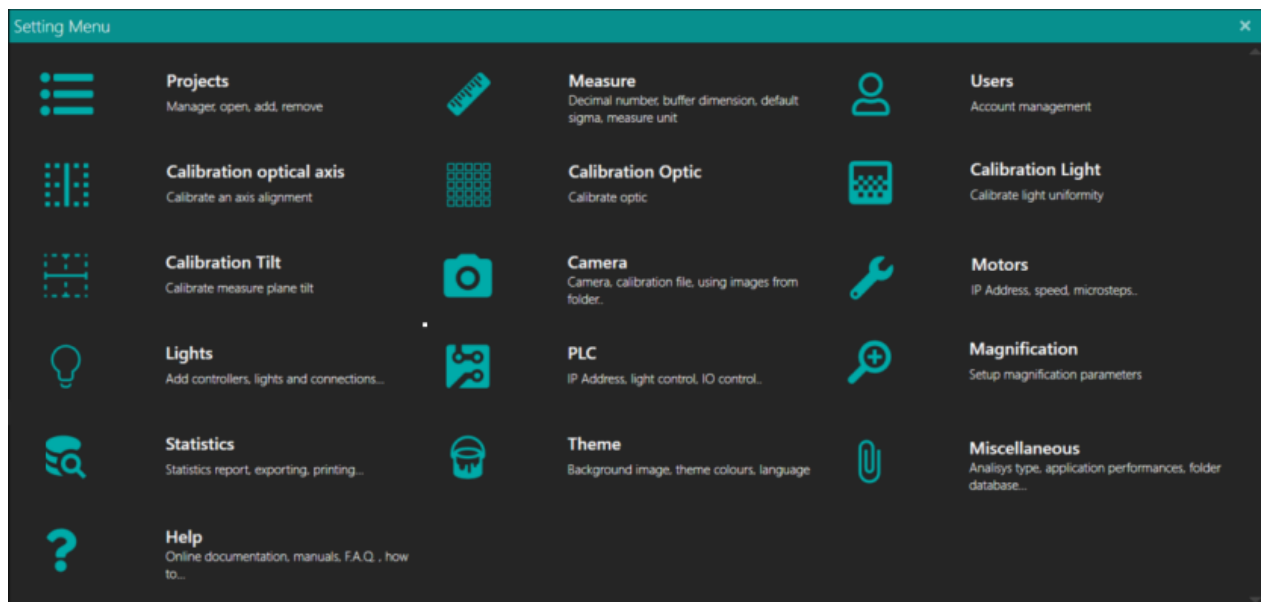 Setting Menu
Projects
Manager, open, add, remove
Measure
Decimal number, buffer dimension, default
sigma, measure unit
Users
Account management
Calibration optical axis
Calibrate an axis alignment
Calibration Optic
Calibrate optic
Calibration Light
Calibrate light uniformity
Calibration Tilt
Calibrate measure plane tilt
Camera
Camera, calibration file, using images from
folder..
Motors
IP Address, speed, microsteps..
Lights
Add controllers, lights and connections...
PLC
IP Address, light control, IO control..
Magnification
Setup magnification parameters
Statistics
Statistics report, exporting, printing...
Theme
Background image, theme colours, language
Miscellaneous
Analisys type, application performances, folder
database...
Help
Online documentation, manuals, F.A.Q. , how
to...